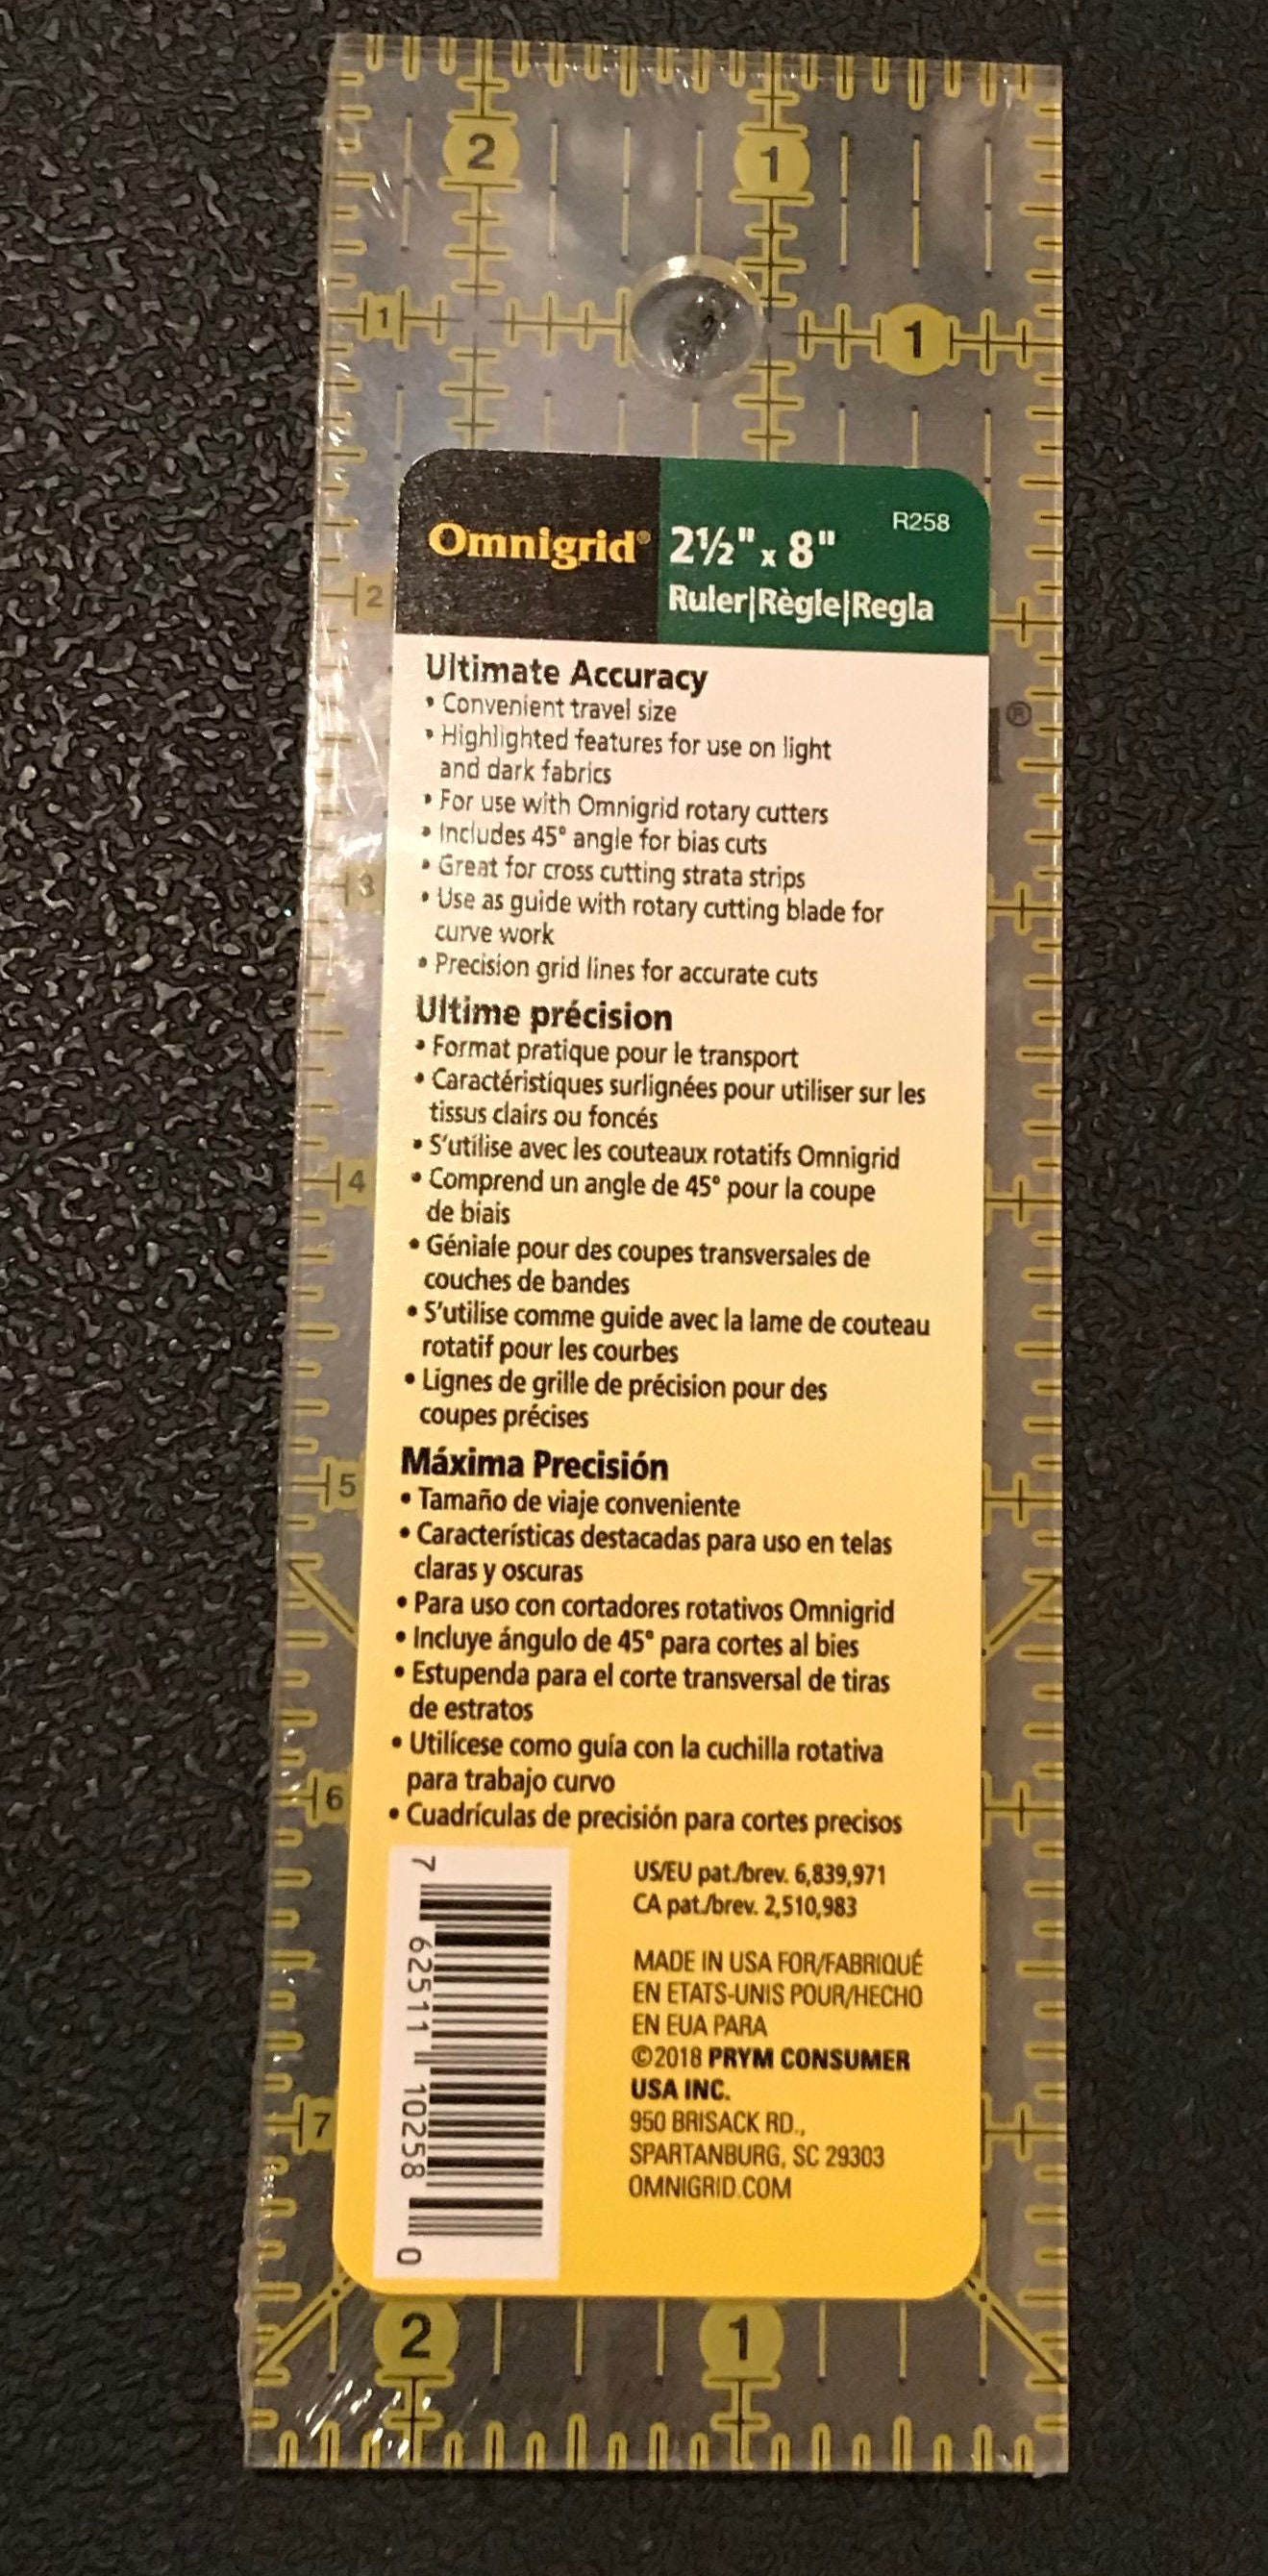 2 1
1 1
Omnigrid® 2½" x 8" R258
Ruler|Règle|Regla
2
Ultimate Accuracy
• Convenient travel size
®
• Highlighted features for use on light
and dark fabrics
• For use with Omnigrid rotary cutters
• Includes 45° angle for bias cuts
• Great for cross cutting strata strips
3
• Use as guide with rotary cutting blade for
curve work
• Precision grid lines for accurate cuts
Ultime précision
• Format pratique pour le transport
• Caractéristiques surlignées pour utiliser sur les
tissus clairs ou foncés
• S'utilise avec les couteaux rotatifs Omnigrid
4
• Comprend un angle de 45° pour la coupe
de biais
• Géniale pour des coupes transversales de
couches de bandes
• S'utilise comme guide avec la lame de couteau
rotatif pour les courbes
• Lignes de grille de précision pour des
coupes précises
Máxima Precisión
5
• Tamaño de viaje conveniente
• Características destacadas para uso en telas
claras y oscuras
• Para uso con cortadores rotativos Omnigrid
• Incluye ángulo de 45° para cortes al bies
• Estupenda para el corte transversal de tiras
de estratos
• Utilícese como guía con la cuchilla rotativa
para trabajo curvo
6
• Cuadrículas de precisión para cortes precisos
7 62511 10258 0
US/EU pat./brev. 6,839,971
CA pat./brev. 2,510,983
MADE IN USA FOR/FABRIQUÉ
EN ETATS-UNIS POUR/HECHO
EN EUA PARA
©2018 PRYM CONSUMER
USA INC.
950 BRISACK RD.,
SPARTANBURG, SC 29303
OMNIGRID.COM
7
2 1